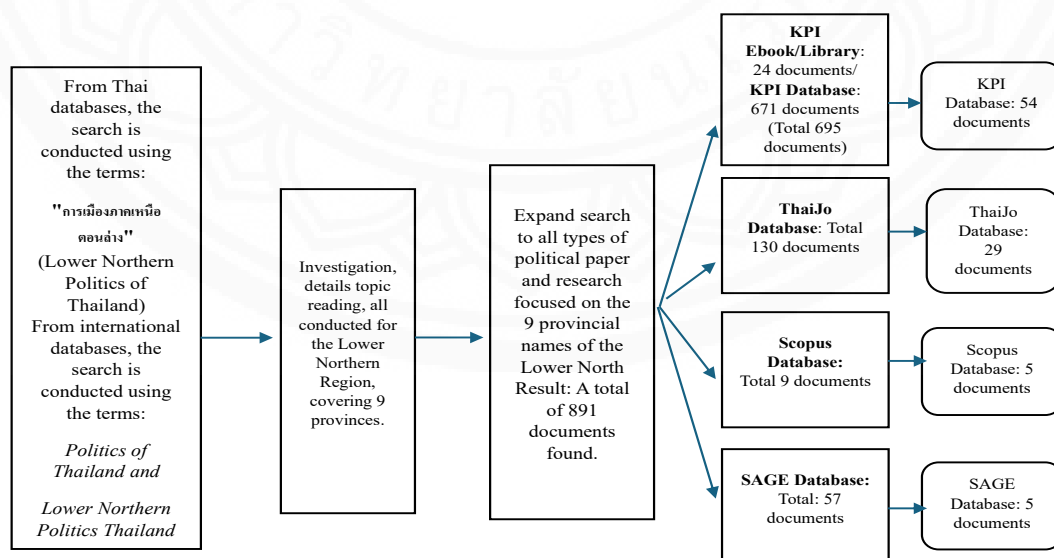 From Thai
databases, the
search is
conducted using
the terms:
"การเมืองภาคเหนือ
ตอนล่าง"
(Lower Northern
Politics of
Thailand)
From international
databases, the
search is
conducted using
the terms:
Politics of
Thailand and
Lower Northern
Politics Thailand
Investigation,
details topic
reading, all
conducted for
the Lower
Northern
Region,
covering 9
provinces.
Expand search
to all types of
political paper
and research
focused on the
9 provincial
names of the
Lower North
Result: A total
of 891
documents
found.
KPI
Ebook/Library:
24 documents/
KPI Database:
671 documents
(Total 695
documents)
KPI
Database: 54
documents
ThaiJo
Database: Total
130 documents
ThaiJo
Database:
29
documents
Scopus
Database:
Total 9 documents
Scopus
Database: 5
documents
SAGE Database:
Total: 57
documents
SAGE
Database: 5
documents